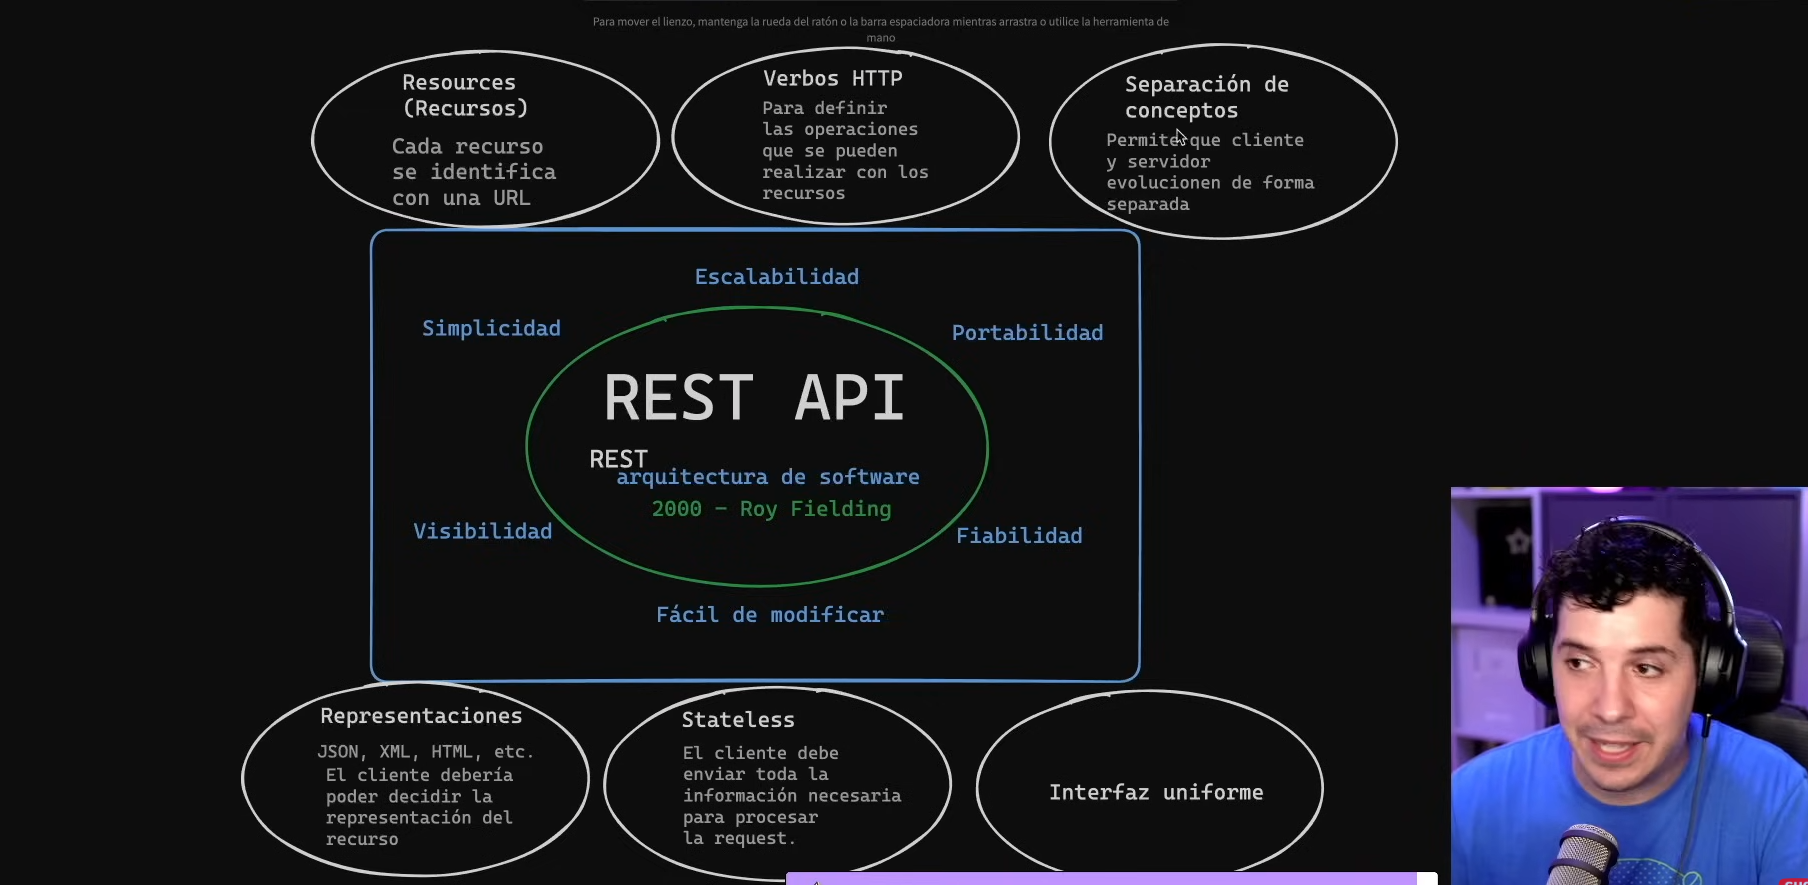 Para mover el lienzo, mantenga la rueda del ratón o la barra espaciadora mientras arrastra o utilice la herramienta de
mano
Resources
(Recursos)
Cada recurso
se identifica
con una URL
Verbos HTTP
Para definir
las operaciones
que se pueden
realizar con los
recursos
Separación de
conceptos
Permite que cliente
y servidor
evolucionen de forma
separada
Escalabilidad
Simplicidad
Portabilidad
REST API
REST
arquitectura de software
2000 – Roy Fielding
Visibilidad
Fiabilidad
Fácil de modificar
Representaciones
JSON, XML, HTML, etc.
El cliente debería
poder decidir la
representación del
recurso
Stateless
El cliente debe
enviar toda la
información necesaria
para procesar
la request.
Interfaz uniforme